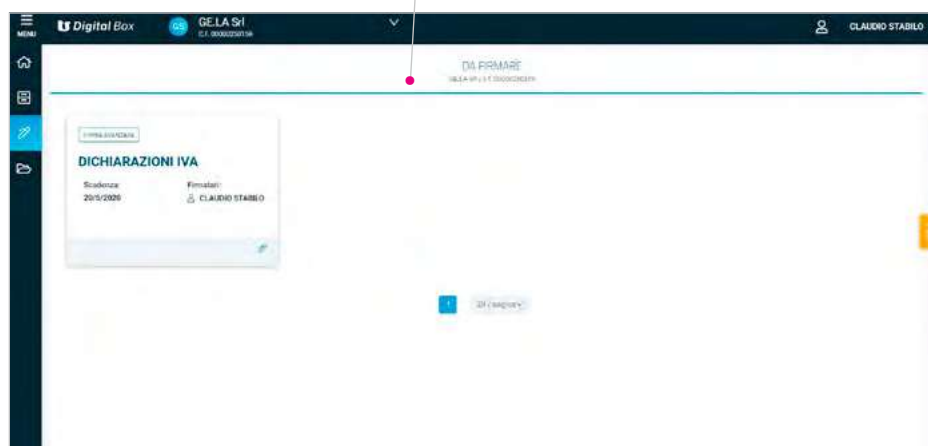 MENU
Digital Box
GS
GE.LA Srl
CLAUDIO STABILO
DA FIRMARE
DICHIARAZIONI IVA
Scadenza:
Firmatari:
20/5/2020
CLAUDIO STABILO
1